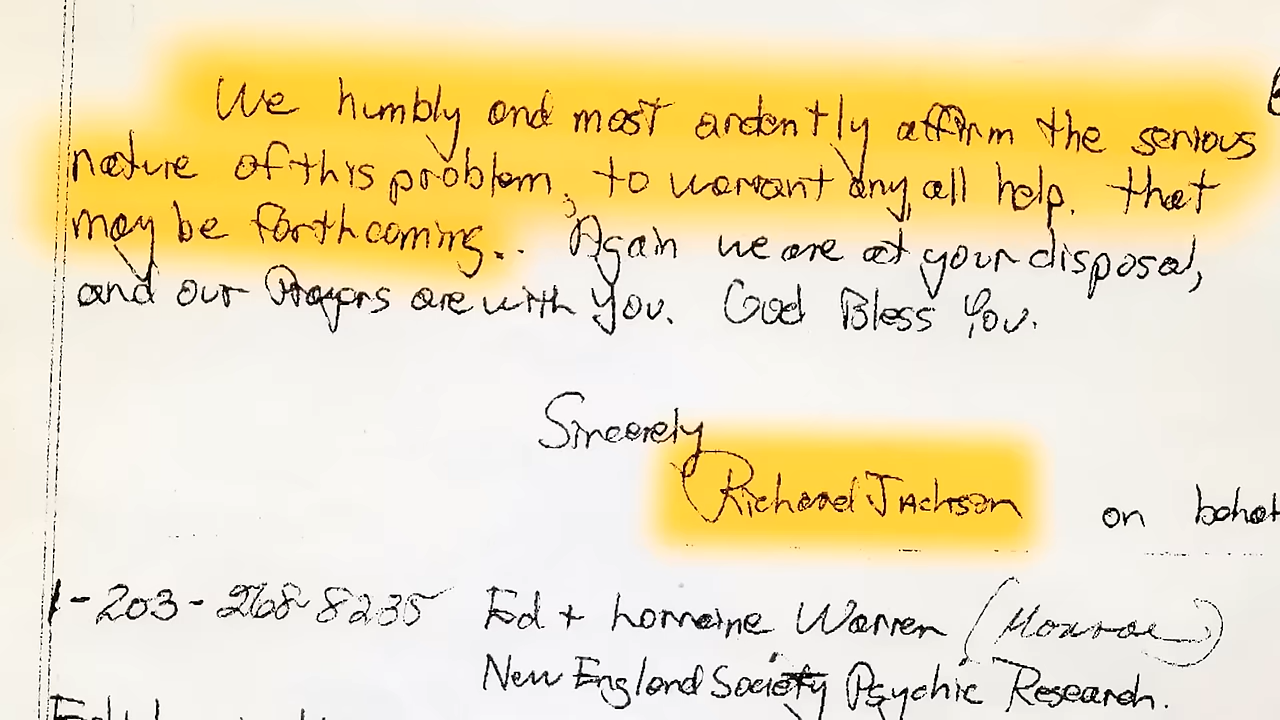 We humbly and most ardently affirm the serious
nature of this problem, to warrant any, all help. that
may be forthcoming.. Again we are at your disposal,
and our Prayers are with you. God Bless You.
Sincerely
Richard Jackson on behal
1-203-268-8235 Ed + Lorraine Warren (Monroe)
New England Society Psychic Research.